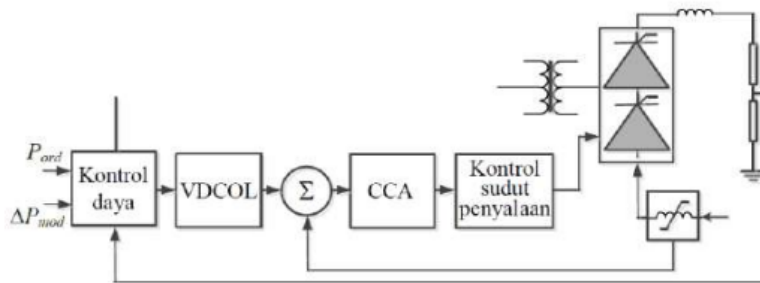 P_ord
ΔP_mod
Kontrol
daya
VDCOL
Σ
CCA
Kontrol
sudut
penyalaan